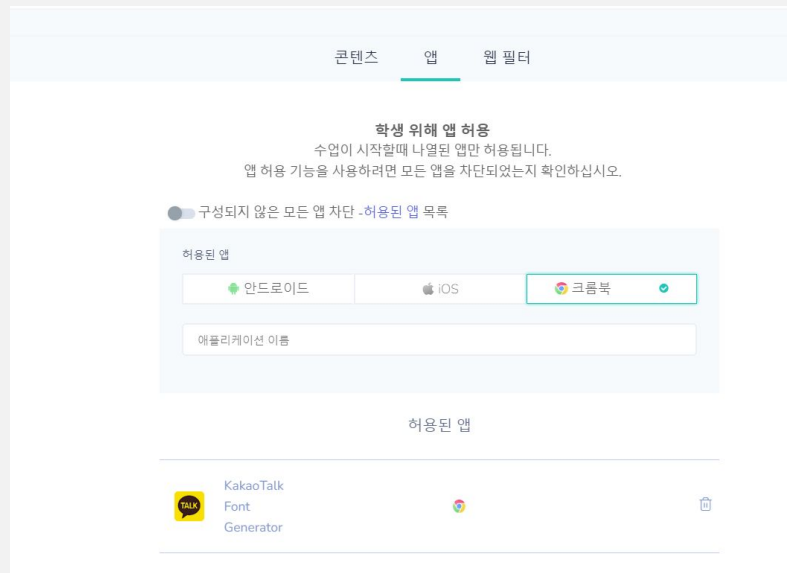 콘텐츠 앱 웹 필터
학생 위해 앱 허용
수업이 시작할때 나열된 앱만 허용됩니다.
앱 허용 기능을 사용하려면 모든 앱을 차단되었는지 확인하십시오.
구성되지 않은 모든 앱 차단 -허용된 앱 목록
허용된 앱
안드로이드 iOS 크롬북
애플리케이션 이름
허용된 앱
TALK
KakaoTalk
Font
Generator